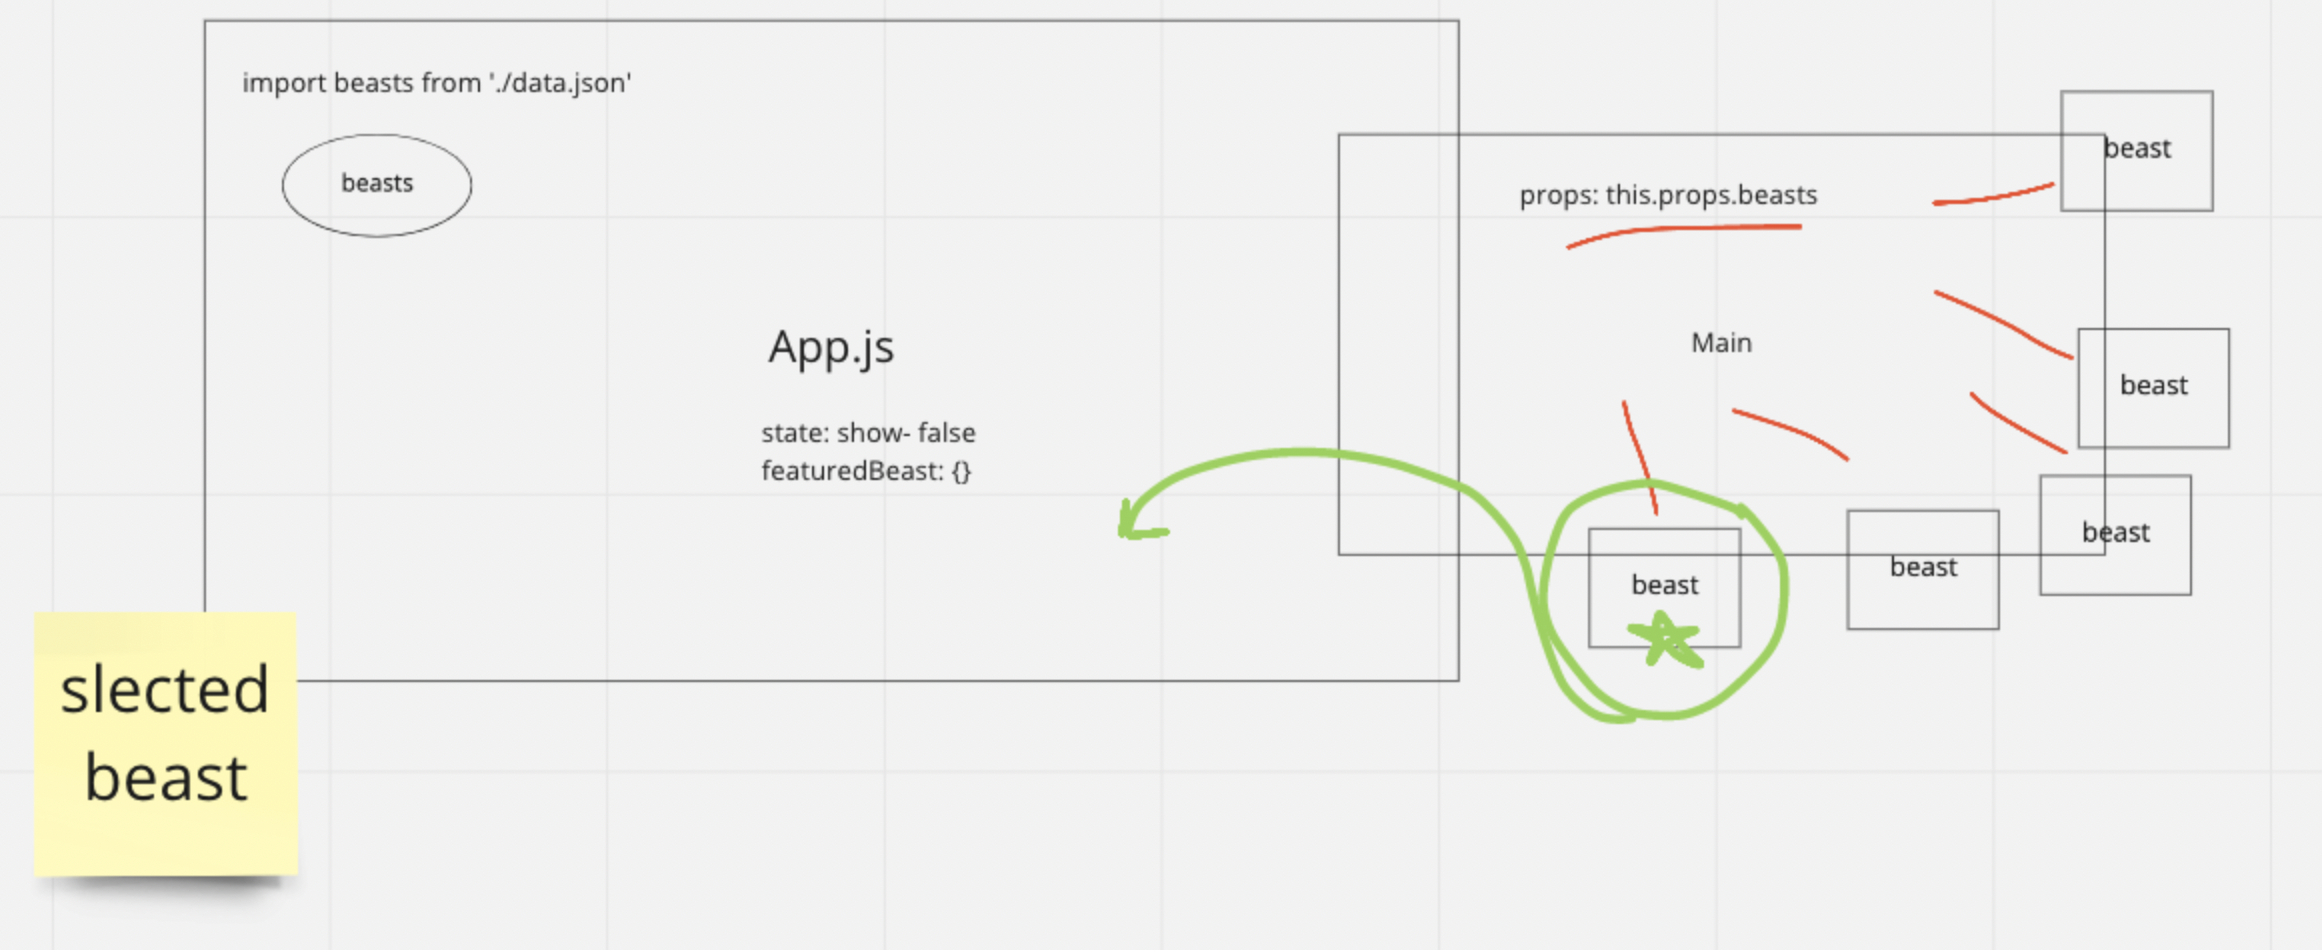 import beasts from './data.json'
beasts
App.js
state: show- false
featuredBeast: {}
props: this.props.beasts
Main
beast
beast
beast
beast
beast
slected
beast